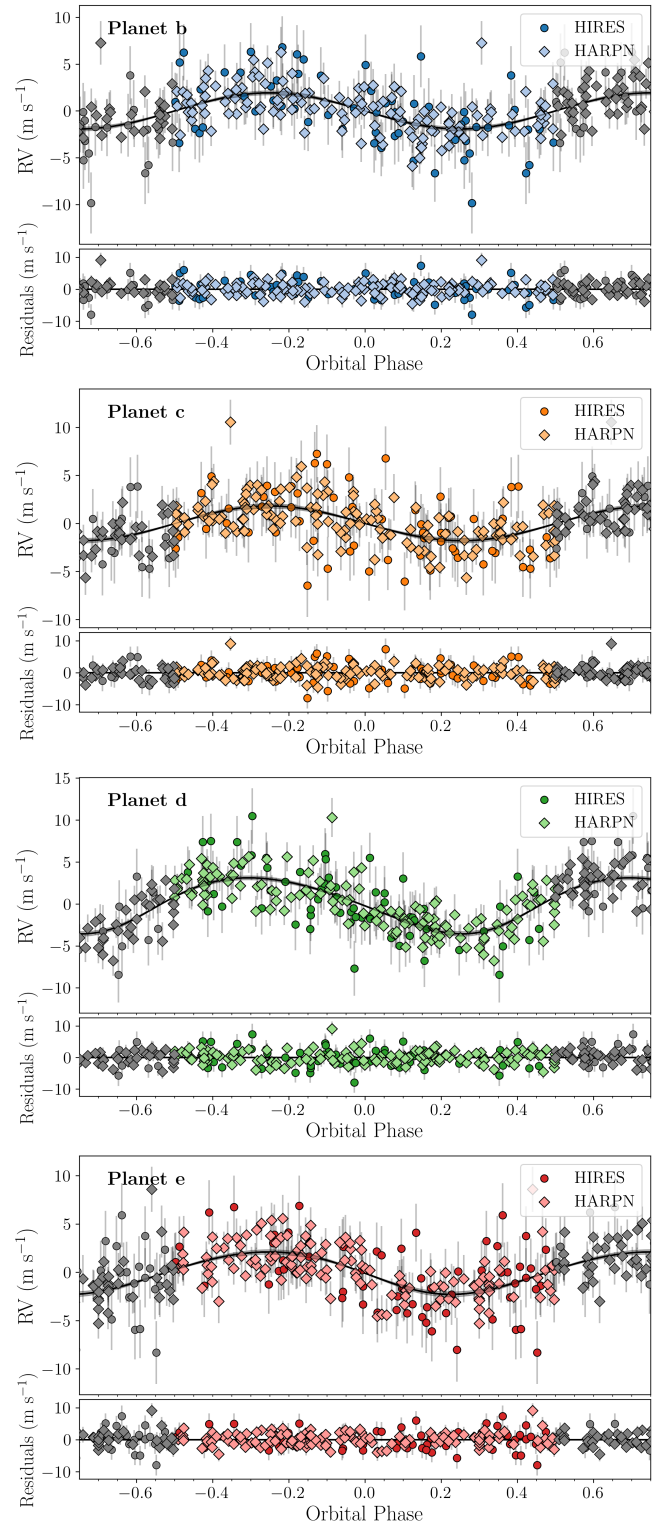 Planet b
HIRES
HARPN
RV (m s⁻¹)
5
0
−5
−10
Residuals (m s⁻¹)
10
0
−10
−0.6 −0.4 −0.2 0.0 0.2 0.4 0.6
Orbital Phase
Planet c
HIRES
HARPN
RV (m s⁻¹)
10
5
0
−5
−10
Residuals (m s⁻¹)
10
0
−10
−0.6 −0.4 −0.2 0.0 0.2 0.4 0.6
Orbital Phase
Planet d
HIRES
HARPN
RV (m s⁻¹)
15
10
5
0
−5
−10
Residuals (m s⁻¹)
10
0
−10
−0.6 −0.4 −0.2 0.0 0.2 0.4 0.6
Orbital Phase
Planet e
HIRES
HARPN
RV (m s⁻¹)
10
5
0
−5
−10
Residuals (m s⁻¹)
10
0
−10
−0.6 −0.4 −0.2 0.0 0.2 0.4 0.6
Orbital Phase